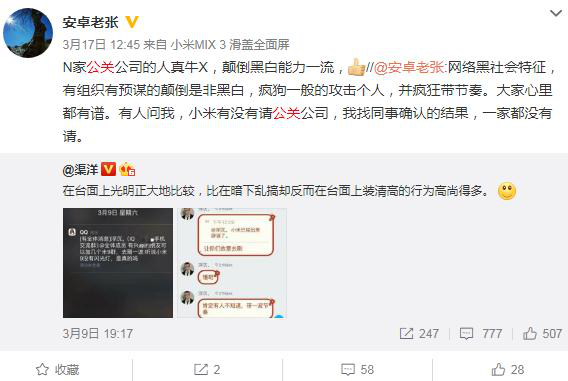 安卓老张
3月17日 12:45 来自 小米MIX 3 滑盖全面屏
N家公关公司的人真牛X，颠倒黑白能力一流，//@安卓老张:网络黑社会特征，
有组织有预谋的颠倒是非黑白，疯狗一般的攻击个人，并疯狂带节奏。大家心里
都有谱。有人问我，小米有没有请公关公司，我找同事确认的结果，一家都没有
请。
@渠洋
在台面上光明正大地比较，比在暗下乱搞却反而在台面上装清高的行为高尚得多。
3月9日 星期六
QQ
让你们故意去刷
懂吧
肯定有人不知道，带一波节
奏
3月9日 19:17
247
777
507
收藏
2
58
28